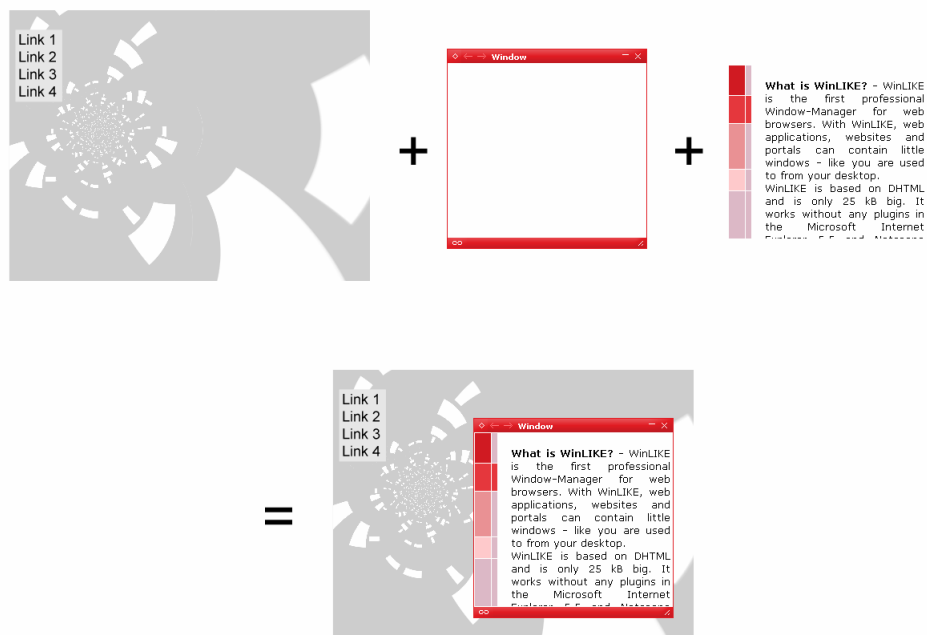 Link 1
Link 2
Link 3
Link 4
+
Window
+
What is WinLIKE? - WinLIKE
is the first professional
Window-Manager for web
browsers. With WinLIKE, web
applications, websites and
portals can contain little
windows - like you are used
to from your desktop.
WinLIKE is based on DHTML
and is only 25 kB big. It
works without any plugins in
the Microsoft Internet
=
Link 1
Link 2
Link 3
Link 4
Window
What is WinLIKE? - WinLIKE
is the first professional
Window-Manager for web
browsers. With WinLIKE, web
applications, websites and
portals can contain little
windows - like you are used
to from your desktop.
WinLIKE is based on DHTML
and is only 25 kB big. It
works without any plugins in
the Microsoft Internet